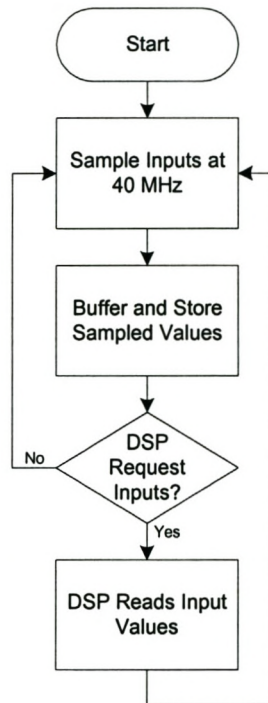 Start
Sample Inputs at
40 MHz
Buffer and Store
Sampled Values
DSP
Request
Inputs?
No
Yes
DSP Reads Input
Values